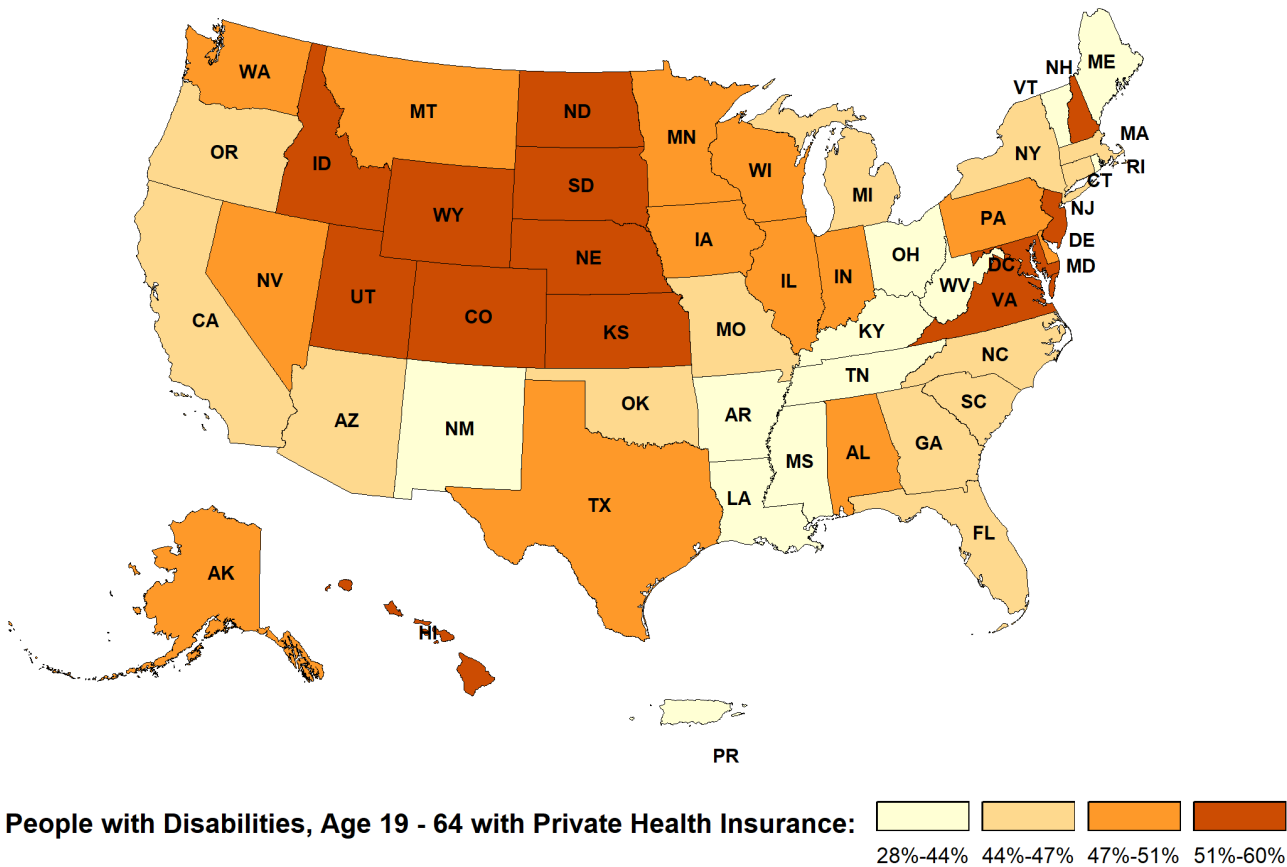 WA
MT
ND
MN
OR
ID
WY
SD
WI
MI
NY
VT
NH
ME
MA
RI
CT
NJ
PA
DE
MD
DC
NV
UT
CO
NE
IA
IL
IN
OH
WV
VA
CA
KS
MO
KY
NC
TN
SC
AZ
NM
OK
AR
MS
AL
GA
LA
TX
FL
AK
HI
PR
People with Disabilities, Age 19 - 64 with Private Health Insurance:
28%-44% 44%-47% 47%-51% 51%-60%